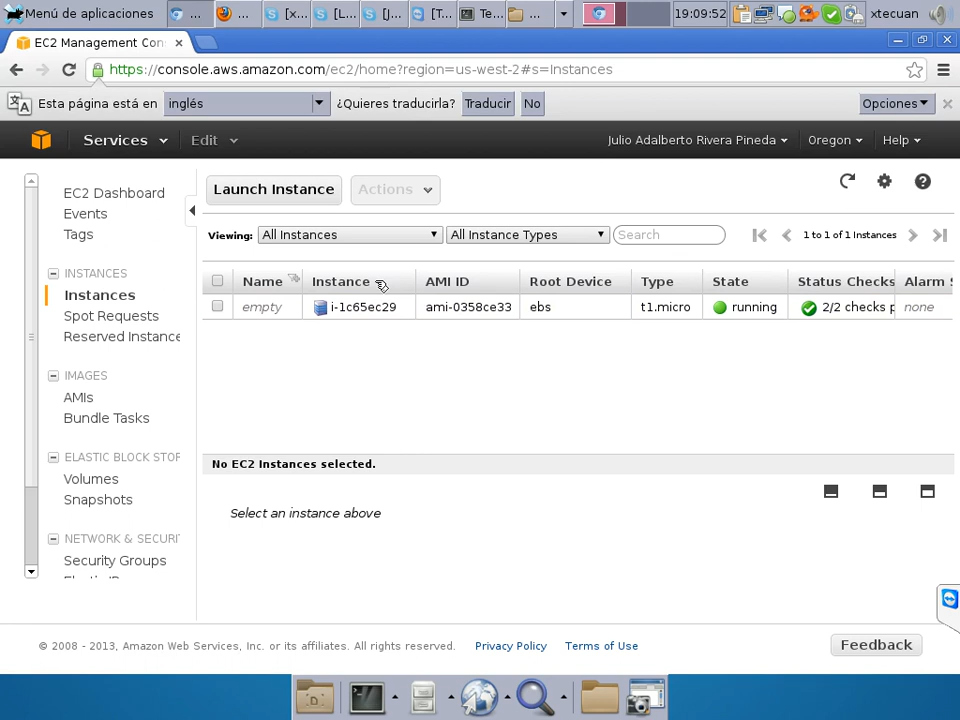 Menú de aplicaciones
...
...
[x...
[L...
[J...
[T...
Te...
...
19:09:52
xtecuan
EC2 Management Con
https://console.aws.amazon.com/ec2/home?region=us-west-2#s=Instances
Esta página está en inglés ¿Quieres traducirla? Traducir No Opciones
Services Edit Julio Adalberto Rivera Pineda Oregon Help
EC2 Dashboard
Events
Tags
INSTANCES
Instances
Spot Requests
Reserved Instance
IMAGES
AMIs
Bundle Tasks
ELASTIC BLOCK STOR
Volumes
Snapshots
NETWORK & SECURI
Security Groups
Launch Instance Actions
Viewing: All Instances All Instance Types Search 1 to 1 of 1 Instances
Name Instance AMI ID Root Device Type State Status Checks Alarm S
empty i-1c65ec29 ami-0358ce33 ebs t1.micro running 2/2 checks p none
No EC2 Instances selected.
Select an instance above
© 2008 - 2013, Amazon Web Services, Inc. or its affiliates. All rights reserved. Privacy Policy Terms of Use Feedback